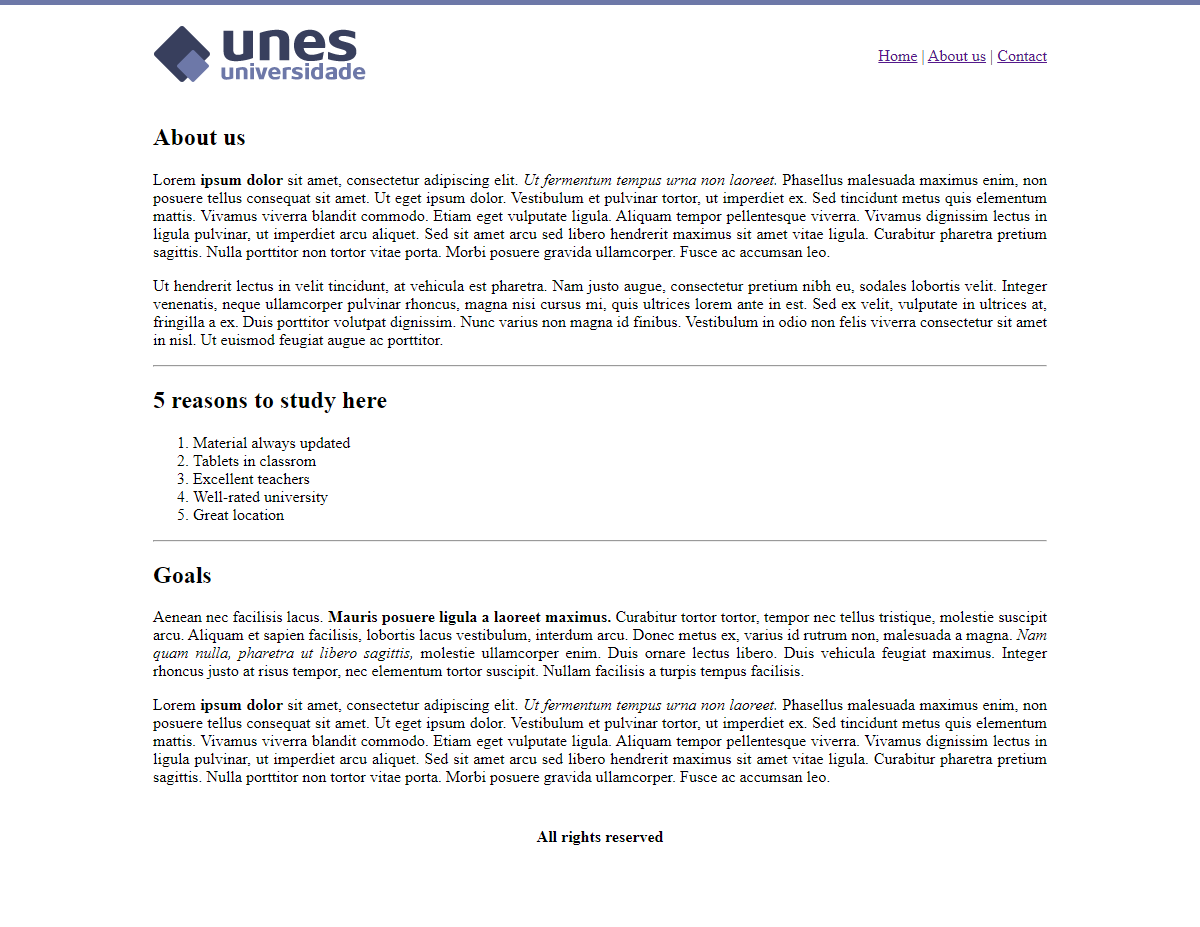 unes
universidade
Home | About us | Contact
About us
Lorem ipsum dolor sit amet, consectetur adipiscing elit. Ut fermentum tempus urna non laoreet. Phasellus malesuada maximus enim, non
posuere tellus consequat sit amet. Ut eget ipsum dolor. Vestibulum et pulvinar tortor, ut imperdiet ex. Sed tincidunt metus quis elementum
mattis. Vivamus viverra blandit commodo. Etiam eget vulputate ligula. Aliquam tempor pellentesque viverra. Vivamus dignissim lectus in
ligula pulvinar, ut imperdiet arcu aliquet. Sed sit amet arcu sed libero hendrerit maximus sit amet vitae ligula. Curabitur pharetra pretium
sagittis. Nulla porttitor non tortor vitae porta. Morbi posuere gravida ullamcorper. Fusce ac accumsan leo.
Ut hendrerit lectus in velit tincidunt, at vehicula est pharetra. Nam justo augue, consectetur pretium nibh eu, sodales lobortis velit. Integer
venenatis, neque ullamcorper pulvinar rhoncus, magna nisi cursus mi, quis ultrices lorem ante in est. Sed ex velit, vulputate in ultrices at,
fringilla a ex. Duis porttitor volutpat dignissim. Nunc varius non magna id finibus. Vestibulum in odio non felis viverra consectetur sit amet
in nisl. Ut euismod feugiat augue ac porttitor.
5 reasons to study here
1. Material always updated
2. Tablets in classrom
3. Excellent teachers
4. Well-rated university
5. Great location
Goals
Aenean nec facilisis lacus. Mauris posuere ligula a laoreet maximus. Curabitur tortor tortor, tempor nec tellus tristique, molestie suscipit
arcu. Aliquam et sapien facilisis, lobortis lacus vestibulum, interdum arcu. Donec metus ex, varius id rutrum non, malesuada a magna. Nam
quam nulla, pharetra ut libero sagittis, molestie ullamcorper enim. Duis ornare lectus libero. Duis vehicula feugiat maximus. Integer
rhoncus justo at risus tempor, nec elementum tortor suscipit. Nullam facilisis a turpis tempus facilisis.
Lorem ipsum dolor sit amet, consectetur adipiscing elit. Ut fermentum tempus urna non laoreet. Phasellus malesuada maximus enim, non
posuere tellus consequat sit amet. Ut eget ipsum dolor. Vestibulum et pulvinar tortor, ut imperdiet ex. Sed tincidunt metus quis elementum
mattis. Vivamus viverra blandit commodo. Etiam eget vulputate ligula. Aliquam tempor pellentesque viverra. Vivamus dignissim lectus in
ligula pulvinar, ut imperdiet arcu aliquet. Sed sit amet arcu sed libero hendrerit maximus sit amet vitae ligula. Curabitur pharetra pretium
sagittis. Nulla porttitor non tortor vitae porta. Morbi posuere gravida ullamcorper. Fusce ac accumsan leo.
All rights reserved